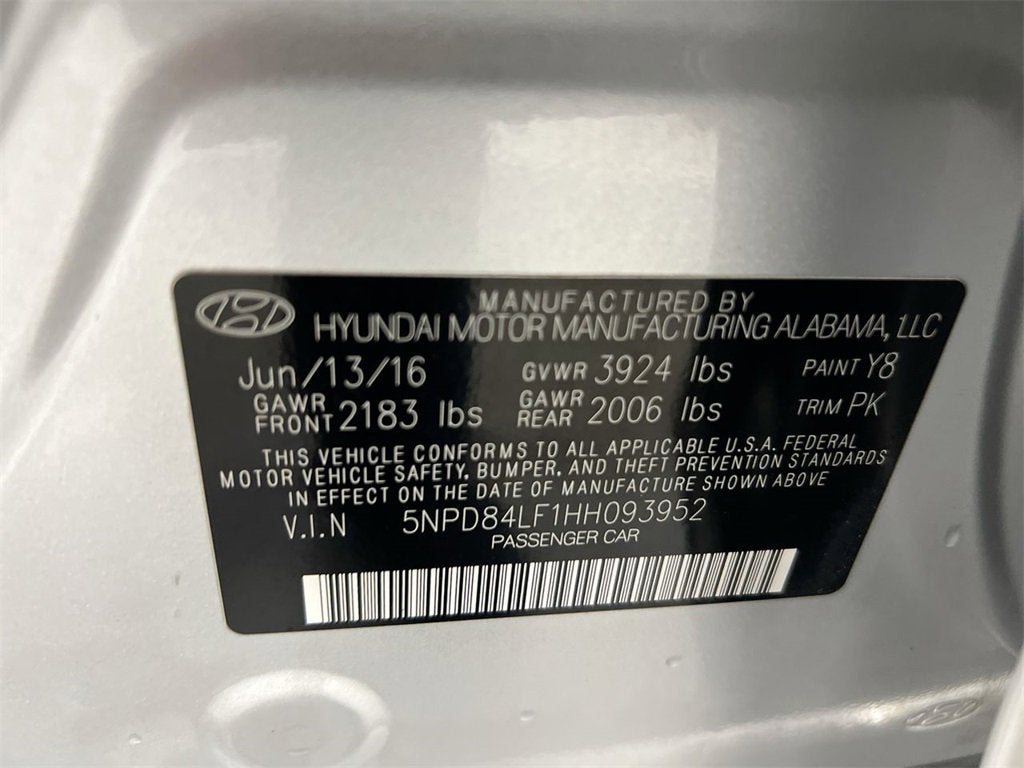 MANUFACTURED BY
HYUNDAI MOTOR MANUFACTURING ALABAMA, LLC
Jun/13/16 GVWR 3924 lbs PAINT Y8
GAWR FRONT 2183 lbs GAWR REAR 2006 lbs TRIM PK
THIS VEHICLE CONFORMS TO ALL APPLICABLE U.S.A. FEDERAL
MOTOR VEHICLE SAFETY, BUMPER, AND THEFT PREVENTION STANDARDS
IN EFFECT ON THE DATE OF MANUFACTURE SHOWN ABOVE
V.I.N 5NPD84LF1HH093952
PASSENGER CAR